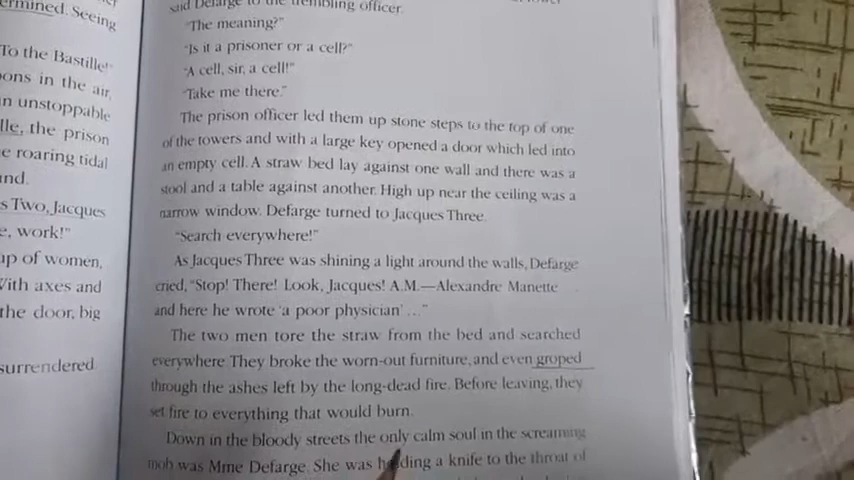 ermined. Seeing
To the Bastille!"
ons in the air,
n unstoppable
lle, the prison
e roaring tidal
nd.
s Two, Jacques
e, work!"
up of women,
With axes and
the door, big
surrendered
said Defarge to the trembling officer.
"The meaning?"
"Is it a prisoner or a cell?"
"A cell, sir, a cell!"
"Take me there."
The prison officer led them up stone steps to the top of one
of the towers and with a large key opened a door which led into
an empty cell. A straw bed lay against one wall and there was a
stool and a table against another. High up near the ceiling was a
narrow window. Defarge turned to Jacques Three.
"Search everywhere!"
As Jacques Three was shining a light around the walls, Defarge
cried, "Stop! There! Look, Jacques! A.M.—Alexandre Manette
and here he wrote 'a poor physician' ..."
The two men tore the straw from the bed and searched
everywhere They broke the worn-out furniture, and even groped
through the ashes left by the long-dead fire. Before leaving, they
set fire to everything that would burn.
Down in the bloody streets the only calm soul in the screaming
mob was Mme Defarge. She was holding a knife to the throat of